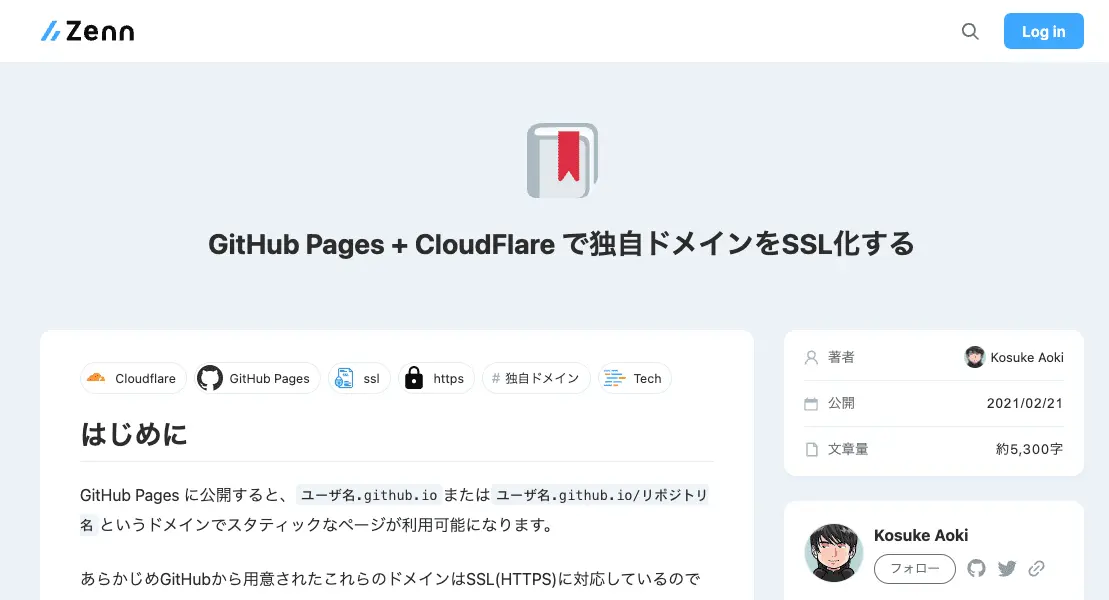 Zenn
Log in
GitHub Pages + CloudFlare で独自ドメインをSSL化する
Cloudflare
GitHub Pages
ssl
https
# 独自ドメイン
Tech
はじめに
GitHub Pages に公開すると、 ユーザ名.github.io または ユーザ名.github.io/リポジトリ
名 というドメインでスタティックなページが利用可能になります。
あらかじめGitHubから用意されたこれらのドメインはSSL(HTTPS)に対応しているので
著者
Kosuke Aoki
公開
2021/02/21
文章量
約5,300字
Kosuke Aoki
フォロー